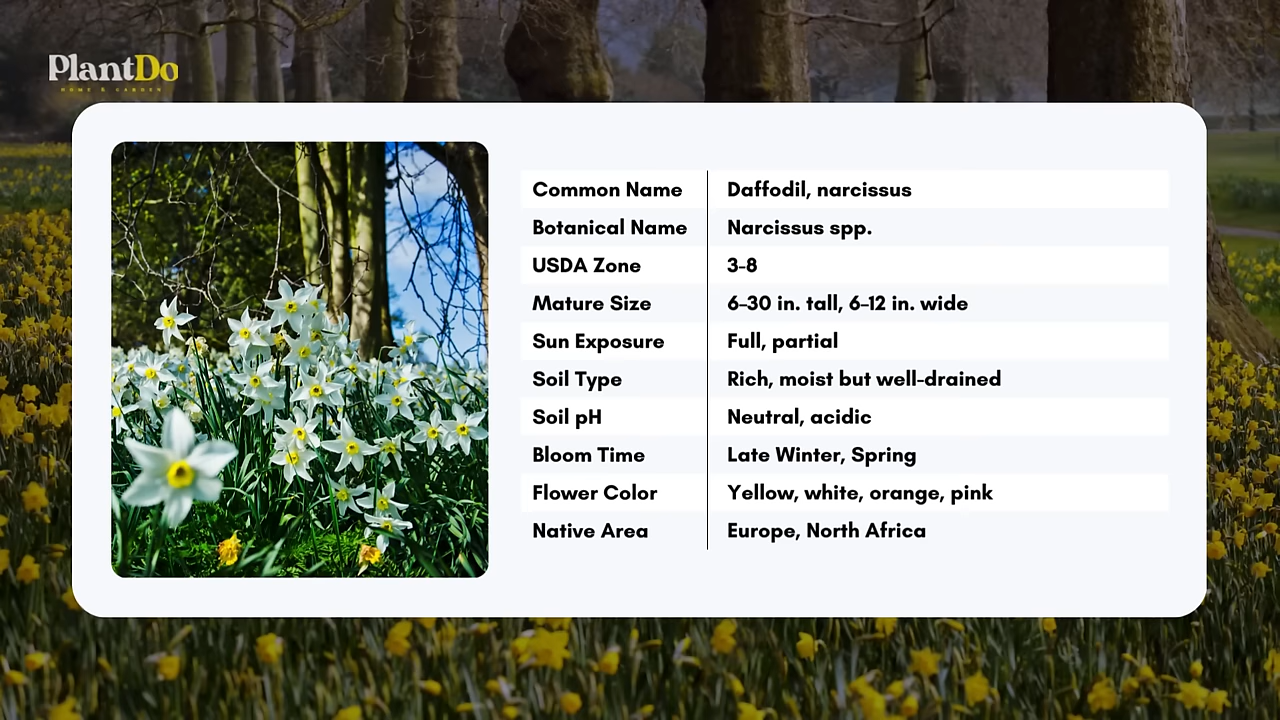 PlantDo
HOME & GARDEN
Common Name Daffodil, narcissus
Botanical Name Narcissus spp.
USDA Zone 3-8
Mature Size 6–30 in. tall, 6–12 in. wide
Sun Exposure Full, partial
Soil Type Rich, moist but well-drained
Soil pH Neutral, acidic
Bloom Time Late Winter, Spring
Flower Color Yellow, white, orange, pink
Native Area Europe, North Africa